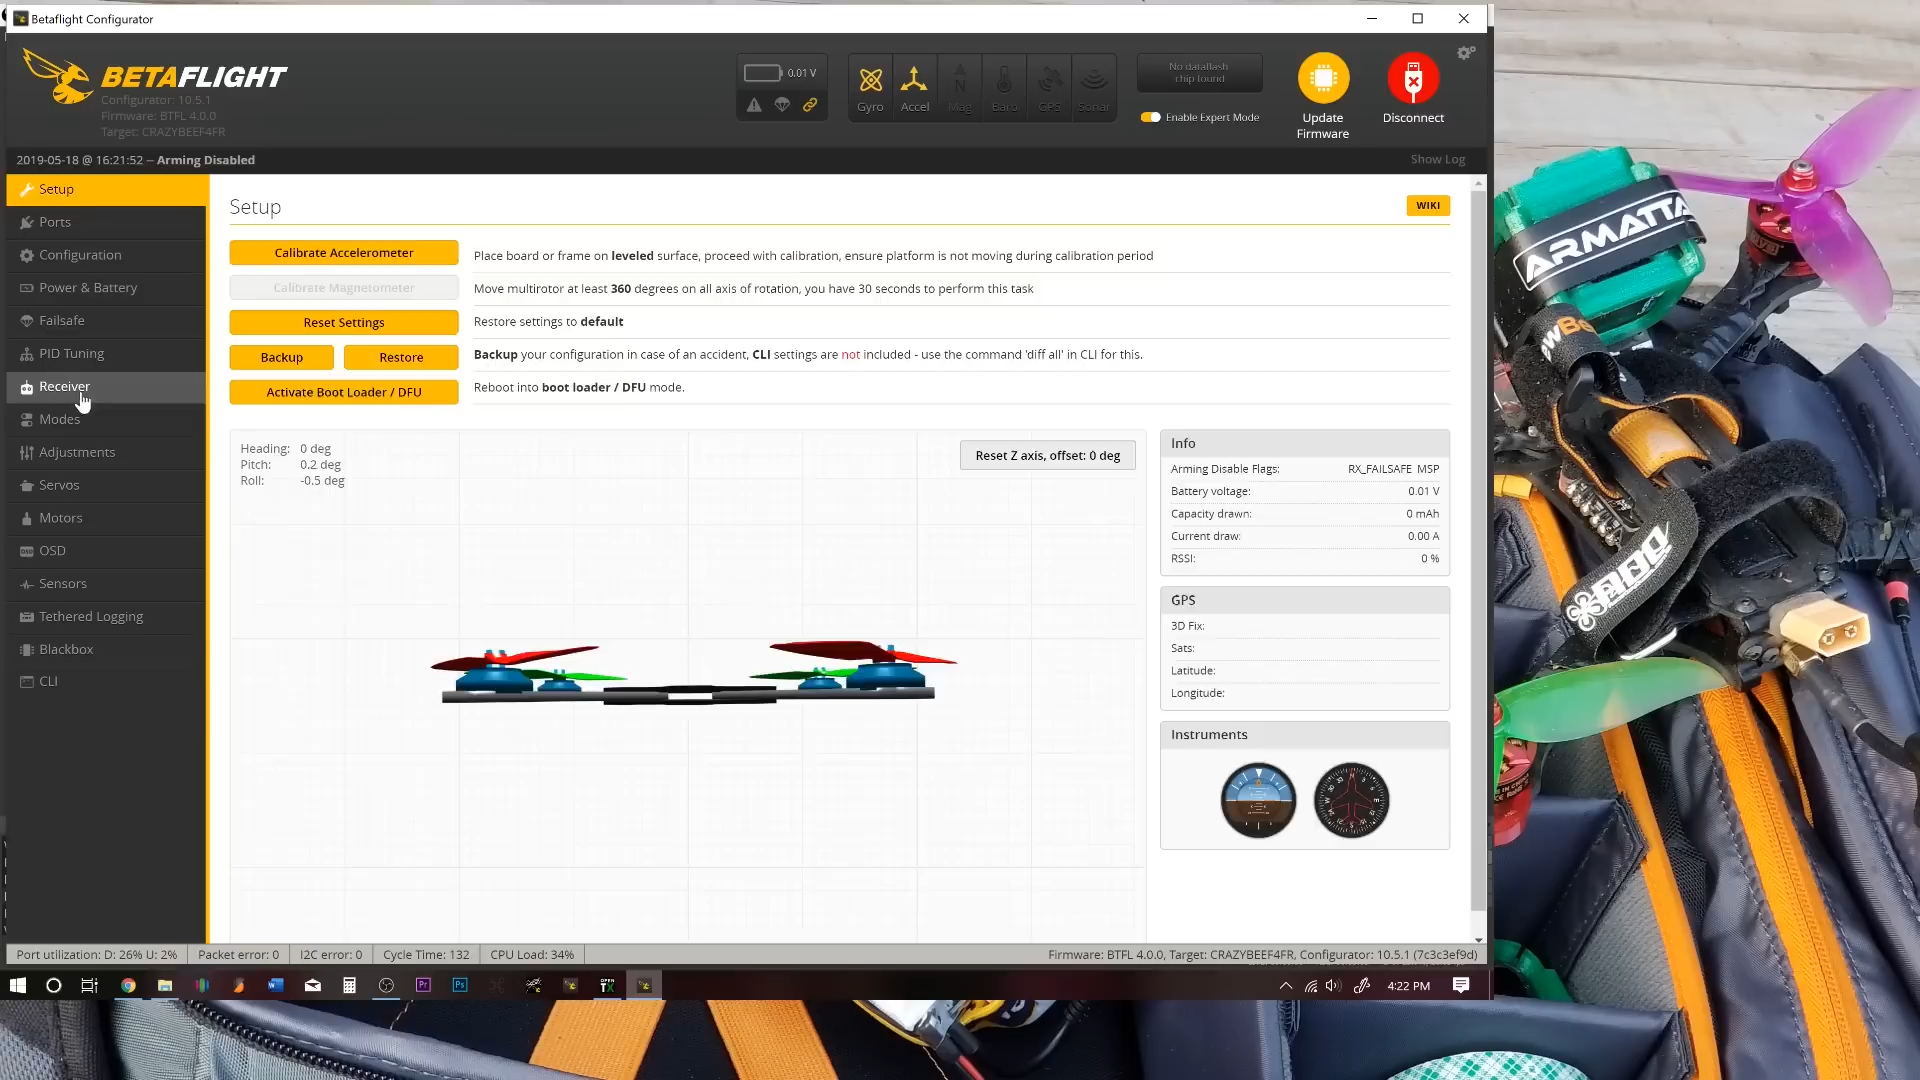 Betaflight Configurator
BETAFLIGHT
Configurator: 10.5.1
Firmware: BTFL 4.0.0
Target: CRAZYBEEF4FR
0.01 V
Gyro
Accel
Mag
Baro
GPS
Sonar
No dataflash
chip found
Enable Expert Mode
Update
Firmware
Disconnect
2019-05-18 @ 16:21:52 -- Arming Disabled
Show Log
Setup
Ports
Configuration
Power & Battery
Failsafe
PID Tuning
Receiver
Modes
Adjustments
Servos
Motors
OSD
Sensors
Tethered Logging
Blackbox
CLI
Setup
WIKI
Calibrate Accelerometer
Place board or frame on leveled surface, proceed with calibration, ensure platform is not moving during calibration period
Calibrate Magnetometer
Move multirotor at least 360 degrees on all axis of rotation, you have 30 seconds to perform this task
Reset Settings
Restore settings to default
Backup
Restore
Backup your configuration in case of an accident, CLI settings are not included - use the command 'diff all' in CLI for this.
Activate Boot Loader / DFU
Reboot into boot loader / DFU mode.
Heading: 0 deg
Pitch: 0.2 deg
Roll: -0.5 deg
Reset Z axis, offset: 0 deg
Info
Arming Disable Flags: RX_FAILSAFE MSP
Battery voltage: 0.01 V
Capacity drawn: 0 mAh
Current draw: 0.00 A
RSSI: 0 %
GPS
3D Fix:
Sats:
Latitude:
Longitude:
Instruments
Port utilization: D: 26% U: 2%
Packet error: 0
I2C error: 0
Cycle Time: 132
CPU Load: 34%
Firmware: BTFL 4.0.0, Target: CRAZYBEEF4FR, Configurator: 10.5.1 (7c3c3ef9d)
Pr
Ps
OPEN
TX
4:22 PM
ARMATTA